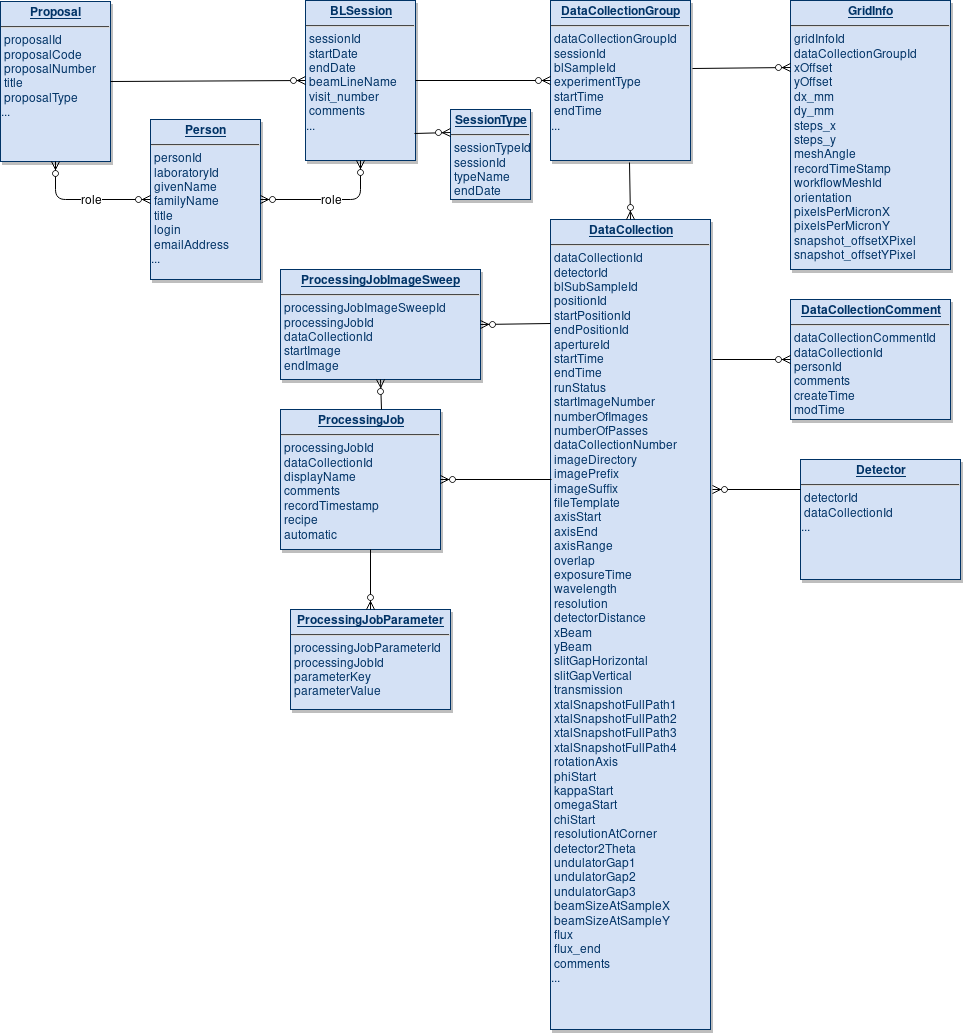 Proposal
proposalId
proposalCode
proposalNumber
title
proposalType
...
BLSession
sessionId
startDate
endDate
beamLineName
visit_number
comments
...
DataCollectionGroup
dataCollectionGroupId
sessionId
blSampleId
experimentType
startTime
endTime
...
GridInfo
gridInfoId
dataCollectionGroupId
xOffset
yOffset
dx_mm
dy_mm
steps_x
steps_y
meshAngle
recordTimeStamp
workflowMeshId
orientation
pixelsPerMicronX
pixelsPerMicronY
snapshot_offsetXPixel
snapshot_offsetYPixel
SessionType
sessionTypeId
sessionId
typeName
endDate
Person
personId
laboratoryId
givenName
familyName
title
login
emailAddress
...
role
role
DataCollection
dataCollectionId
detectorId
blSubSampleId
positionId
startPositionId
endPositionId
apertureId
startTime
endTime
runStatus
startImageNumber
numberOfImages
numberOfPasses
dataCollectionNumber
imageDirectory
imagePrefix
imageSuffix
fileTemplate
axisStart
axisEnd
axisRange
overlap
exposureTime
wavelength
resolution
detectorDistance
xBeam
yBeam
slitGapHorizontal
slitGapVertical
transmission
xtalSnapshotFullPath1
xtalSnapshotFullPath2
xtalSnapshotFullPath3
xtalSnapshotFullPath4
rotationAxis
phiStart
kappaStart
omegaStart
chiStart
resolutionAtCorner
detector2Theta
undulatorGap1
undulatorGap2
undulatorGap3
beamSizeAtSampleX
beamSizeAtSampleY
flux
flux_end
comments
...
ProcessingJobImageSweep
processingJobImageSweepId
processingJobId
dataCollectionId
startImage
endImage
DataCollectionComment
dataCollectionCommentId
dataCollectionId
personId
comments
createTime
modTime
ProcessingJob
processingJobId
dataCollectionId
displayName
comments
recordTimestamp
recipe
automatic
Detector
detectorId
dataCollectionId
...
ProcessingJobParameter
processingJobParameterId
processingJobId
parameterKey
parameterValue